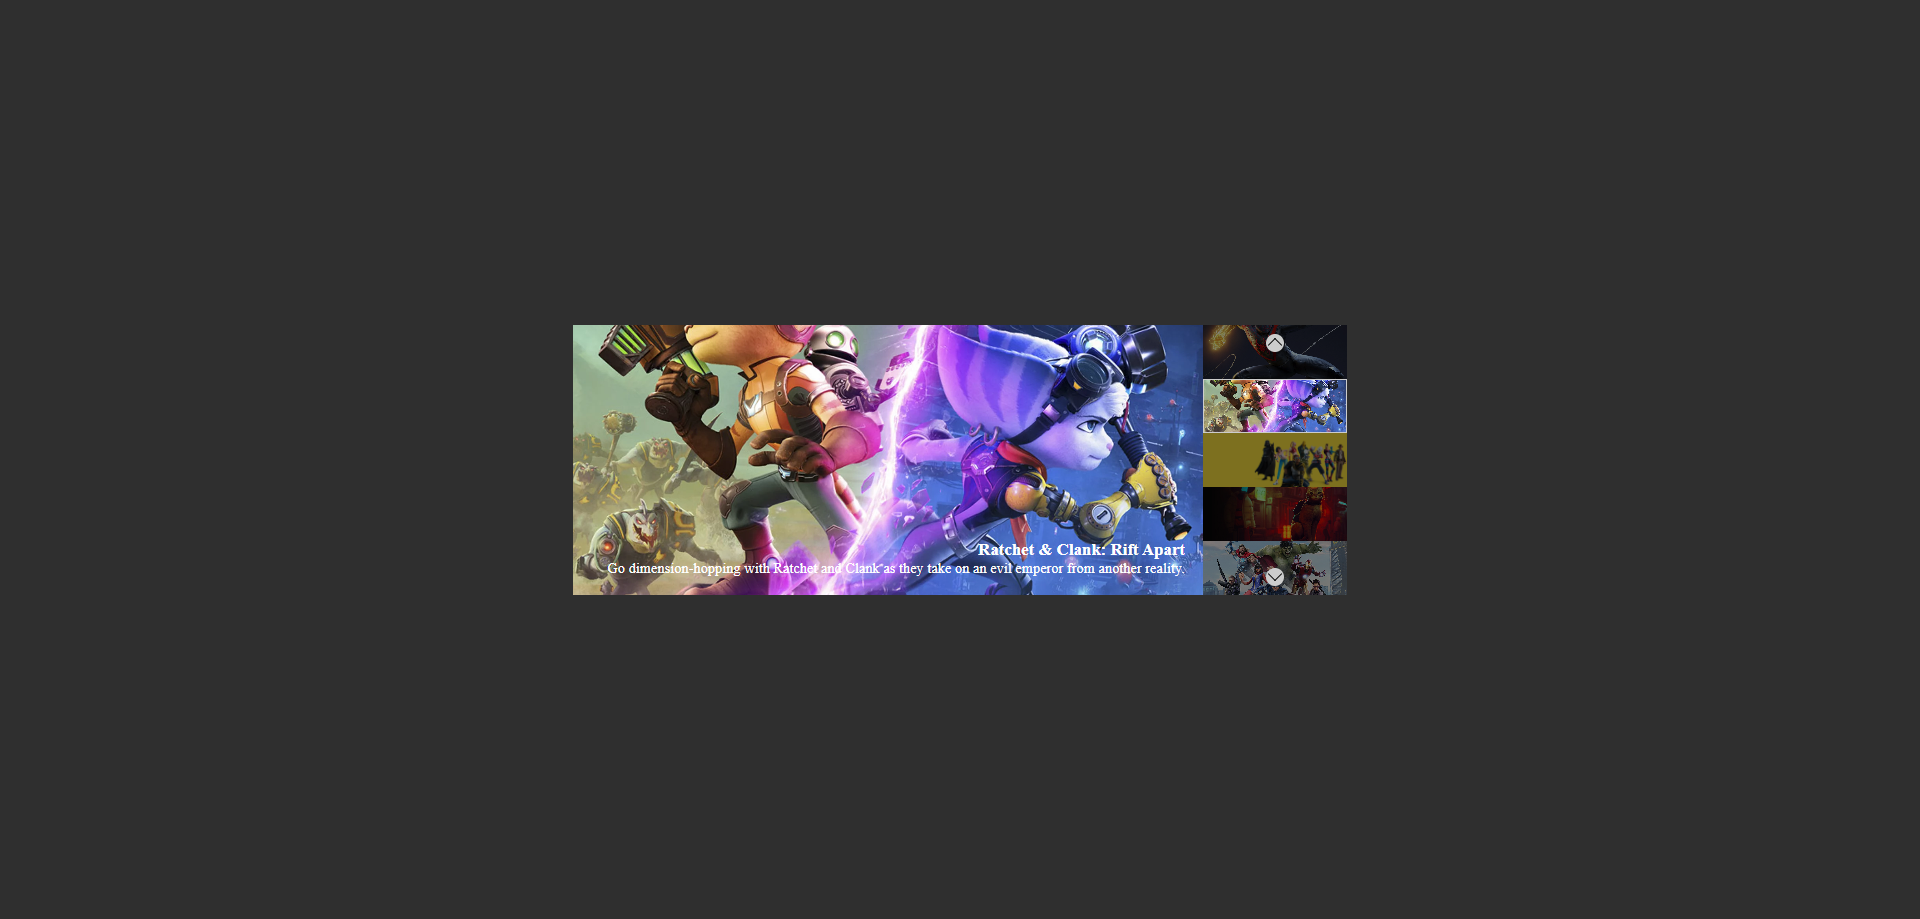 Ratchet & Clank: Rift Apart
Go dimension-hopping with Ratchet and Clank as they take on an evil emperor from another reality.